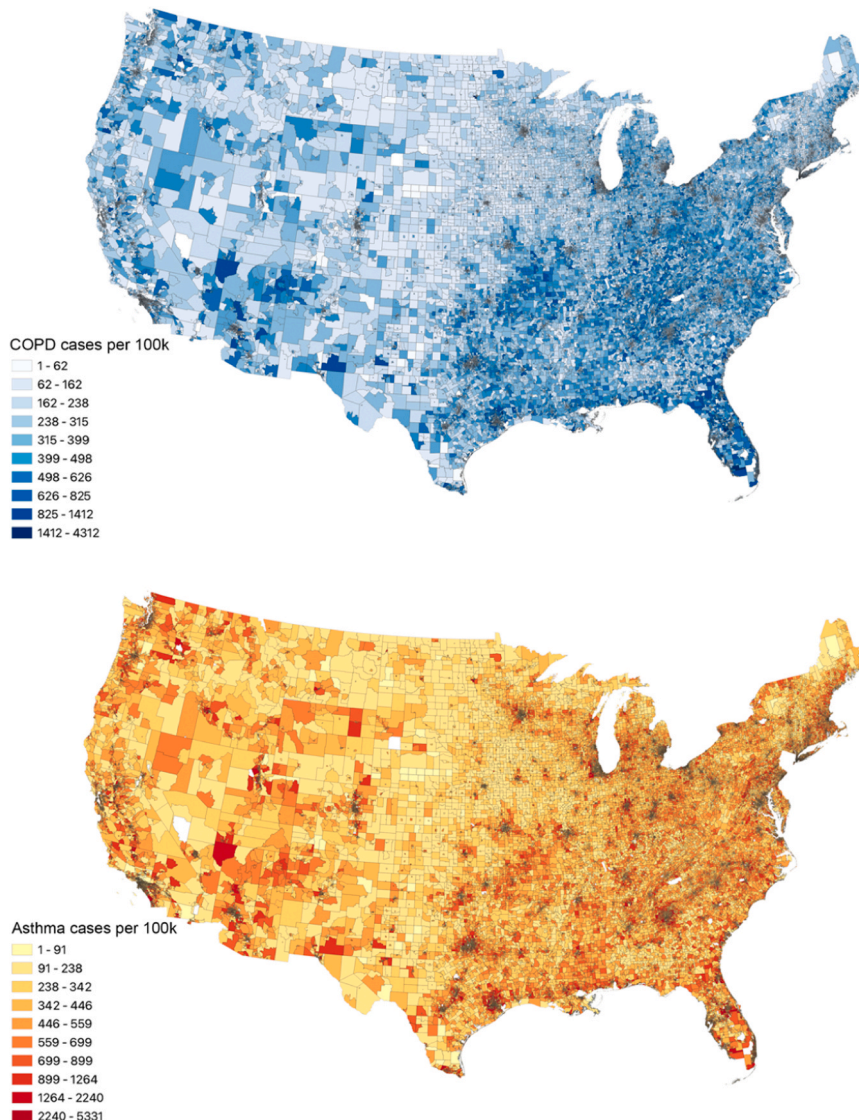 COPD cases per 100k
1 - 62
62 - 162
162 - 238
238 - 315
315 - 399
399 - 498
498 - 626
626 - 825
825 - 1412
1412 - 4312
Asthma cases per 100k
1 - 91
91 - 238
238 - 342
342 - 446
446 - 559
559 - 699
699 - 899
899 - 1264
1264 - 2240
2240 - 5331